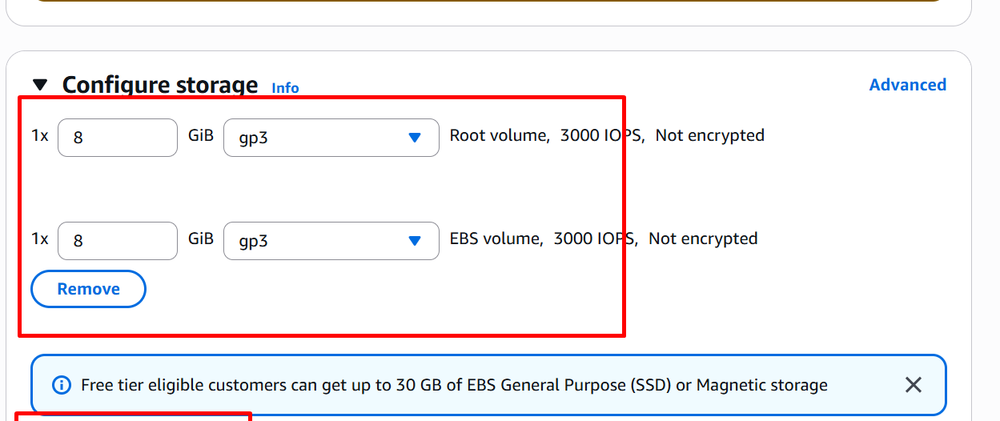 Configure storage Info Advanced
1x 8 GiB gp3 Root volume, 3000 IOPS, Not encrypted
1x 8 GiB gp3 EBS volume, 3000 IOPS, Not encrypted
Remove
Free tier eligible customers can get up to 30 GB of EBS General Purpose (SSD) or Magnetic storage